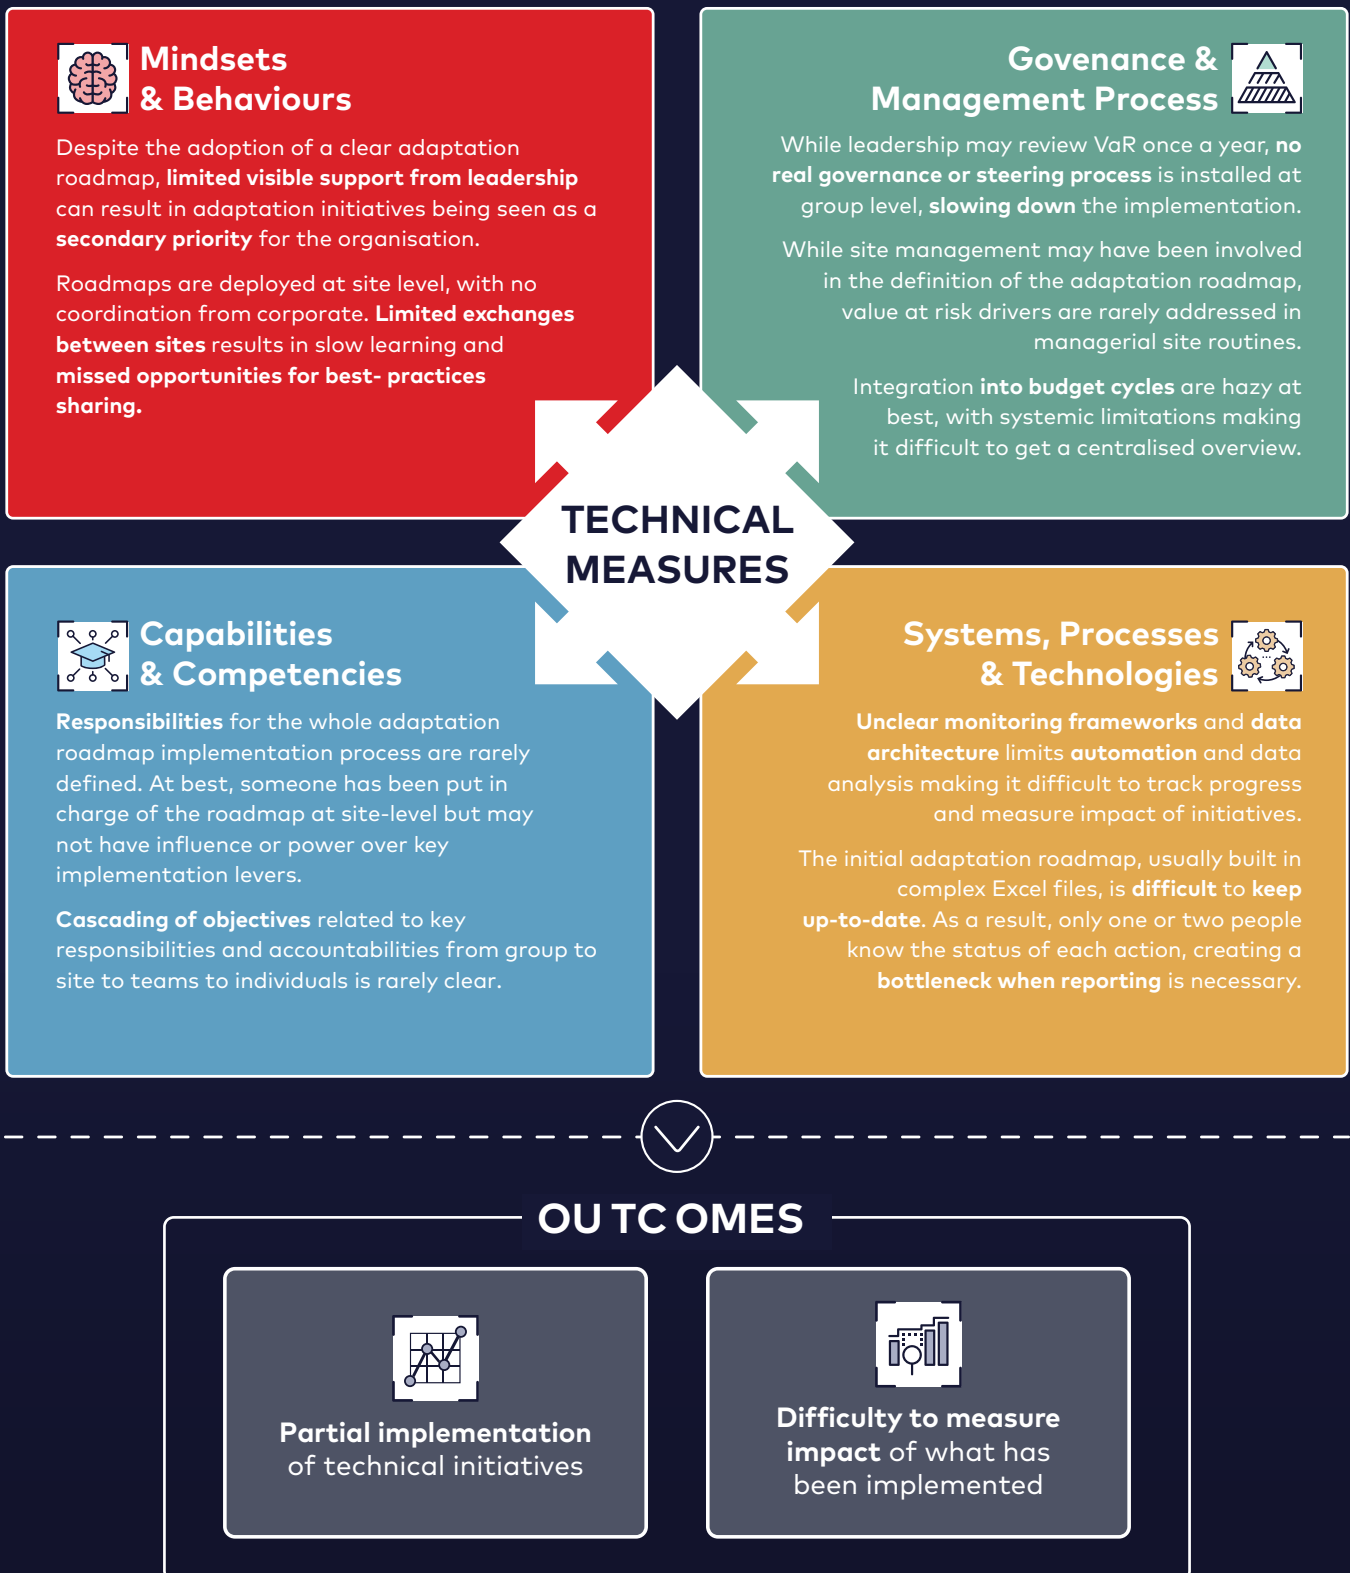 Mindsets
& Behaviours
Despite the adoption of a clear adaptation
roadmap, limited visible support from leadership
can result in adaptation initiatives being seen as a
secondary priority for the organisation.
Roadmaps are deployed at site level, with no
coordination from corporate. Limited exchanges
between sites results in slow learning and
missed opportunities for best- practices
sharing.
Govenance &
Management Process
While leadership may review VaR once a year, no
real governance or steering process is installed at
group level, slowing down the implementation.
While site management may have been involved
in the definition of the adaptation roadmap,
value at risk drivers are rarely addressed in
managerial site routines.
Integration into budget cycles are hazy at
best, with systemic limitations making
it difficult to get a centralised overview.
TECHNICAL
MEASURES
Capabilities
& Competencies
Responsibilities for the whole adaptation
roadmap implementation process are rarely
defined. At best, someone has been put in
charge of the roadmap at site-level but may
not have influence or power over key
implementation levers.
Cascading of objectives related to key
responsibilities and accountabilities from group to
site to teams to individuals is rarely clear.
Systems, Processes
& Technologies
Unclear monitoring frameworks and data
architecture limits automation and data
analysis making it difficult to track progress
and measure impact of initiatives.
The initial adaptation roadmap, usually built in
complex Excel files, is difficult to keep
up-to-date. As a result, only one or two people
know the status of each action, creating a
bottleneck when reporting is necessary.
OUTCOMES
Partial implementation
of technical initiatives
Difficulty to measure
impact of what has
been implemented